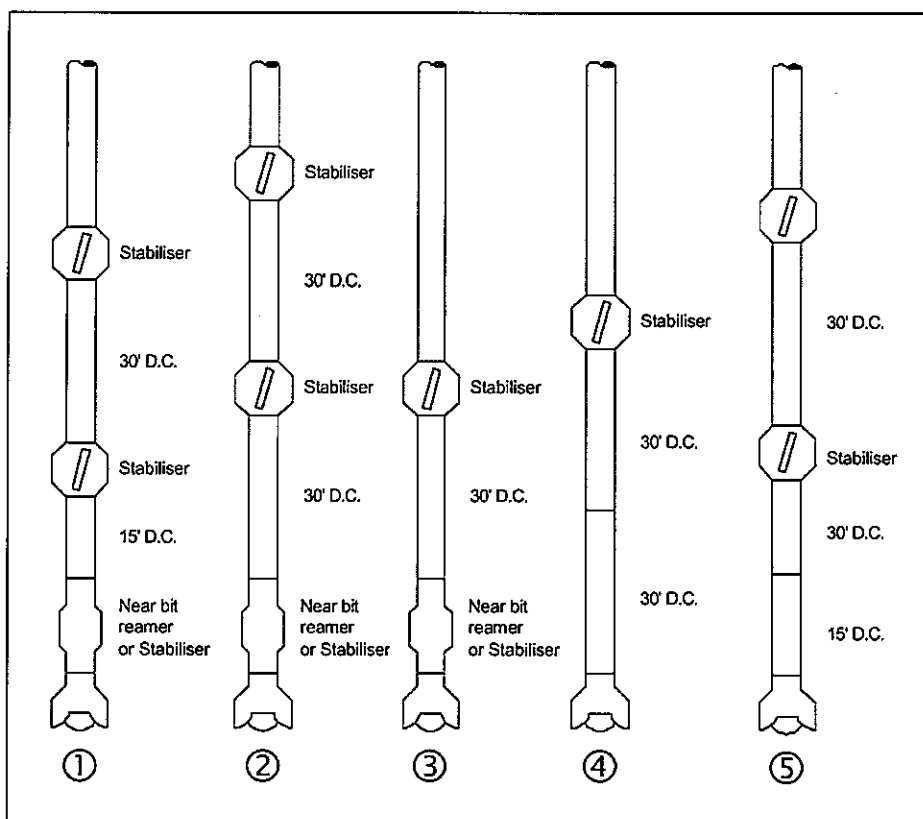 Stabiliser
30' D.C.
Stabiliser
15' D.C.
Near bit
reamer
or Stabiliser
①
Stabiliser
30' D.C.
Stabiliser
30' D.C.
Near bit
reamer
or Stabiliser
②
Stabiliser
30' D.C.
Near bit
reamer
or Stabiliser
③
Stabiliser
30' D.C.
30' D.C.
④
30' D.C.
Stabiliser
30' D.C.
15' D.C.
⑤